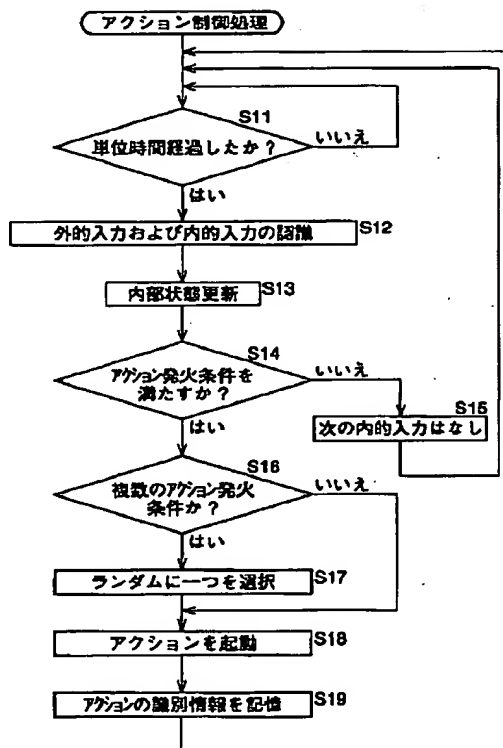 アクション制御処理
S11
単位時間経過したか？
いいえ
はい
外的入力および内的入力の認識
S12
内部状態更新
S13
S14
アクション発火条件を
満たすか？
いいえ
はい
S15
次の内的入力はなし
S16
複数のアクション発火
条件か？
いいえ
はい
ランダムに一つを選択
S17
アクションを起動
S18
アクションの識別情報を記憶
S19